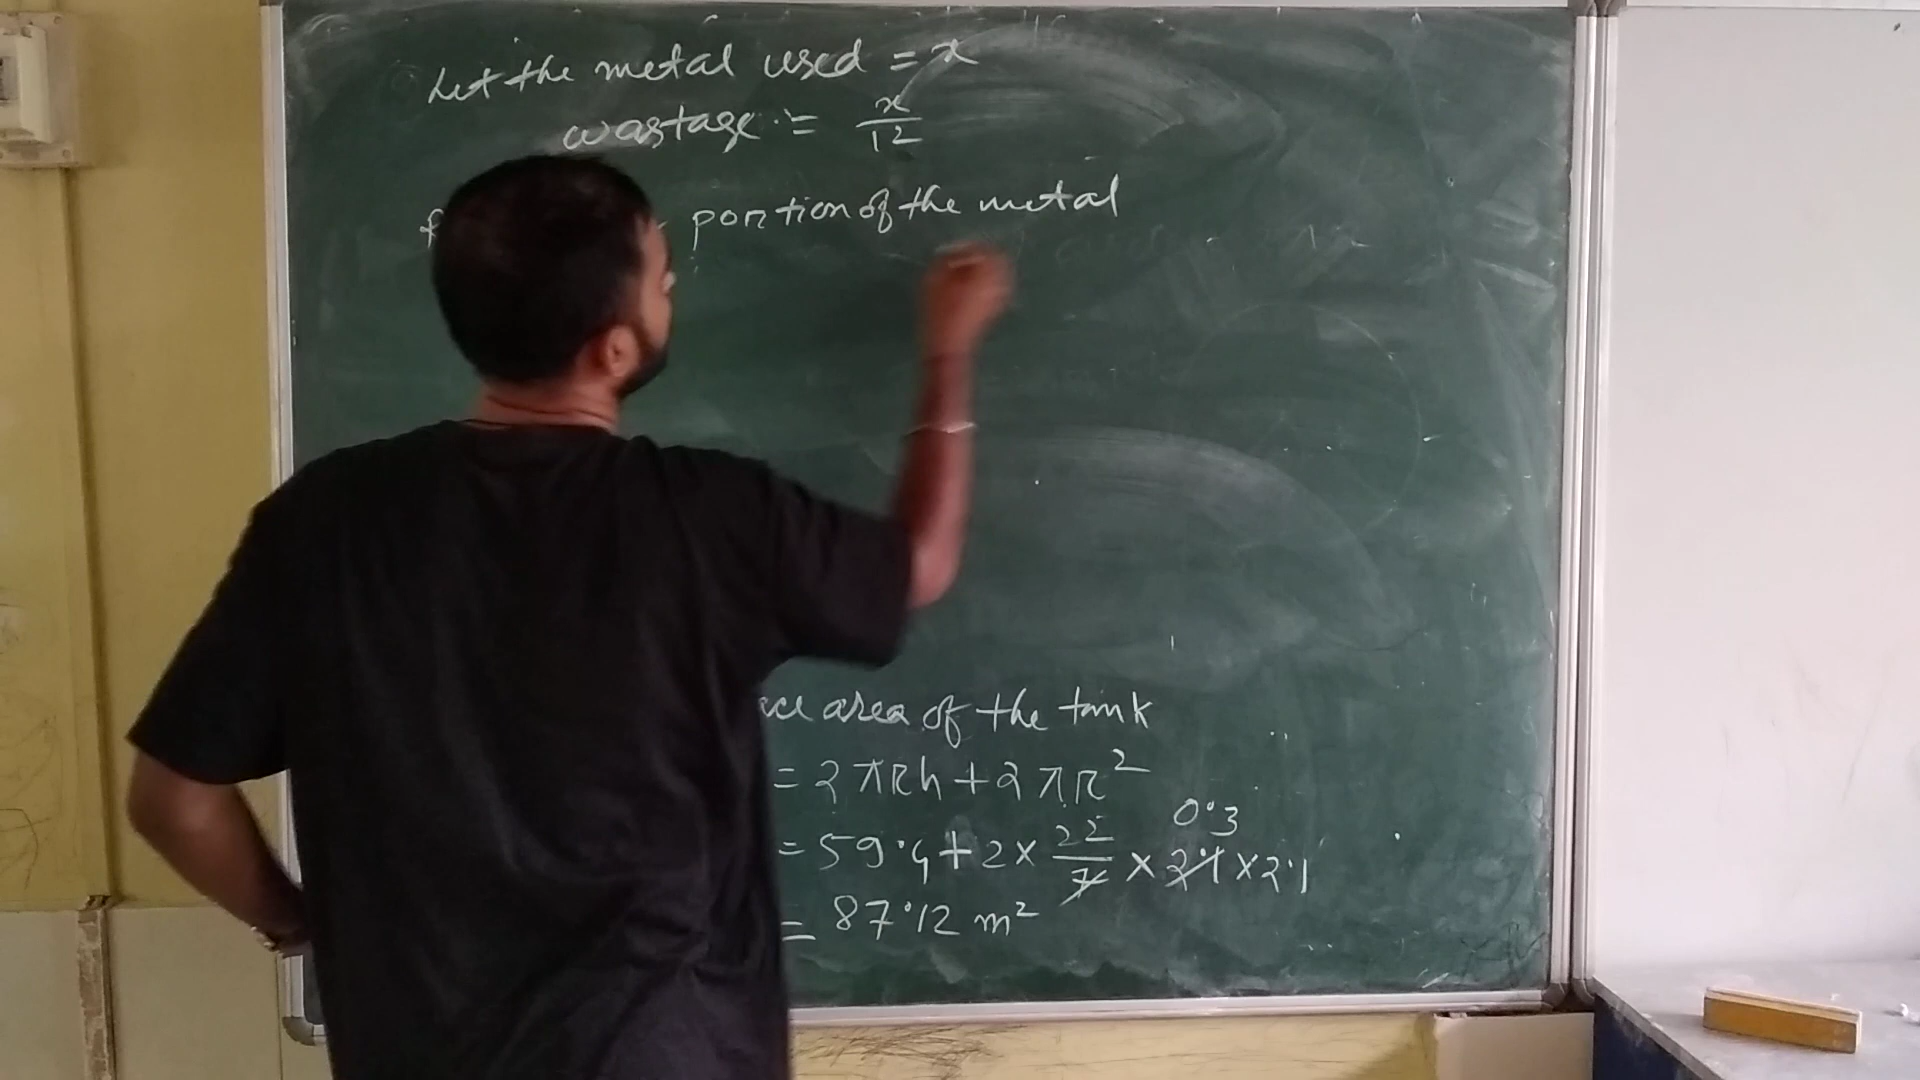 Let the metal used = x
wastage = x/12
portion of the metal
area of the tank
= 2πRh + 2πR²
0.3
= 59.4 + 2 × 22/7 × 2.1 × 2.1
= 87.12 m²